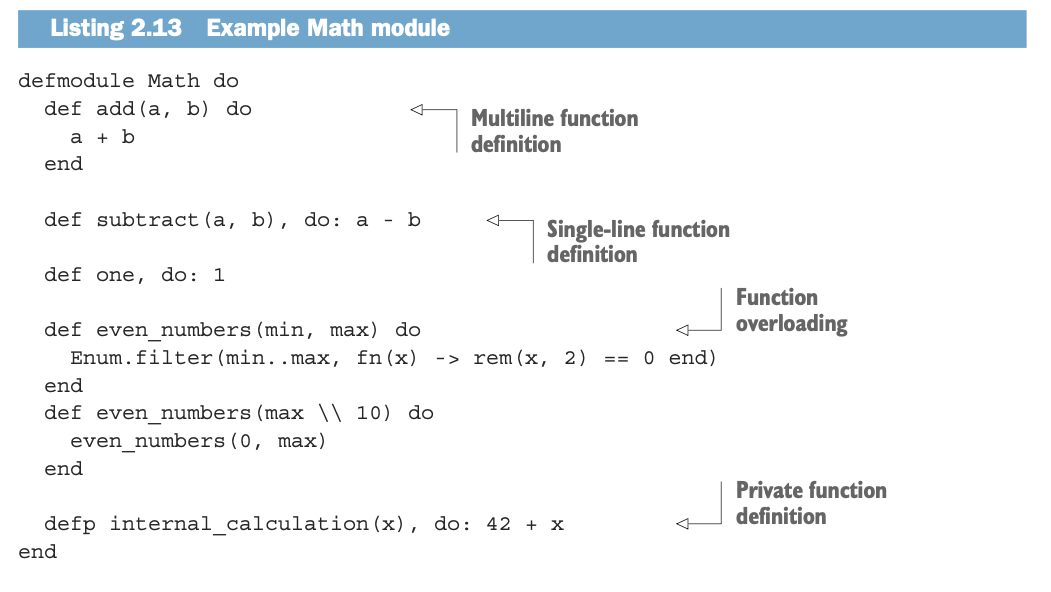 Listing 2.13 Example Math module
defmodule Math do
  def add(a, b) do
    a + b
  end
Multiline function
definition
  def subtract(a, b), do: a - b
Single-line function
definition
  def one, do: 1
Function
overloading
  def even_numbers(min, max) do
    Enum.filter(min..max, fn(x) -> rem(x, 2) == 0 end)
  end
  def even_numbers(max \\ 10) do
    even_numbers(0, max)
  end
Private function
definition
  defp internal_calculation(x), do: 42 + x
end